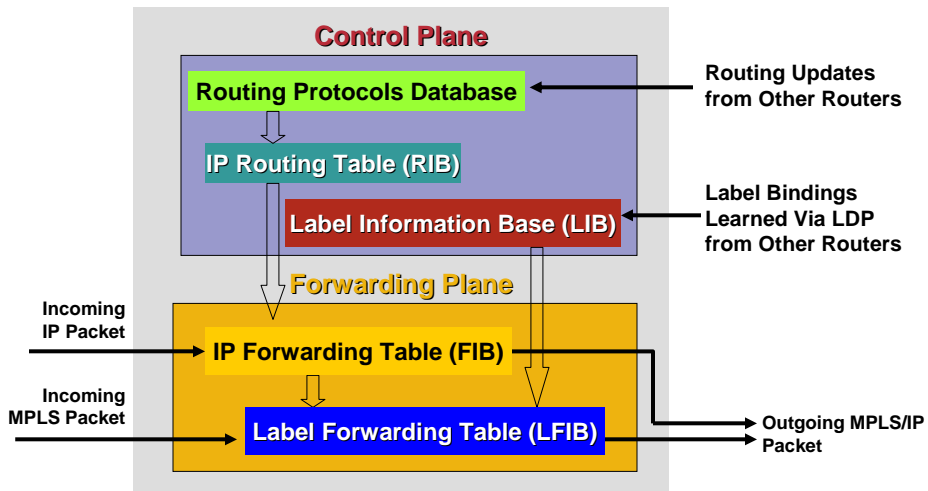 Control Plane
Routing Protocols Database
Routing Updates
from Other Routers
IP Routing Table (RIB)
Label Information Base (LIB)
Label Bindings
Learned Via LDP
from Other Routers
Forwarding Plane
Incoming
IP Packet
IP Forwarding Table (FIB)
Incoming
MPLS Packet
Label Forwarding Table (LFIB)
Outgoing MPLS/IP
Packet